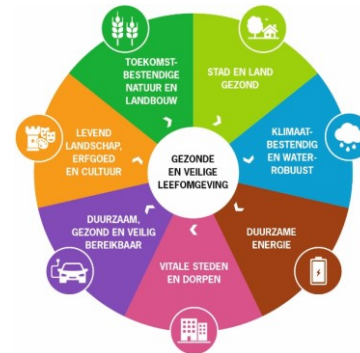 TOEKOMST-
BESTENDIGE
NATUUR EN
LANDBOUW
STAD EN LAND
GEZOND
KLIMAAT-
BESTENDIG
EN WATER-
ROBUUST
DUURZAME
ENERGIE
VITALE STEDEN
EN DORPEN
DUURZAAM,
GEZOND EN VEILIG
BEREIKBAAR
LEVEND
LANDSCHAP,
ERFGOED
EN CULTUUR
GEZONDE
EN VEILIGE
LEEFOMGEVING